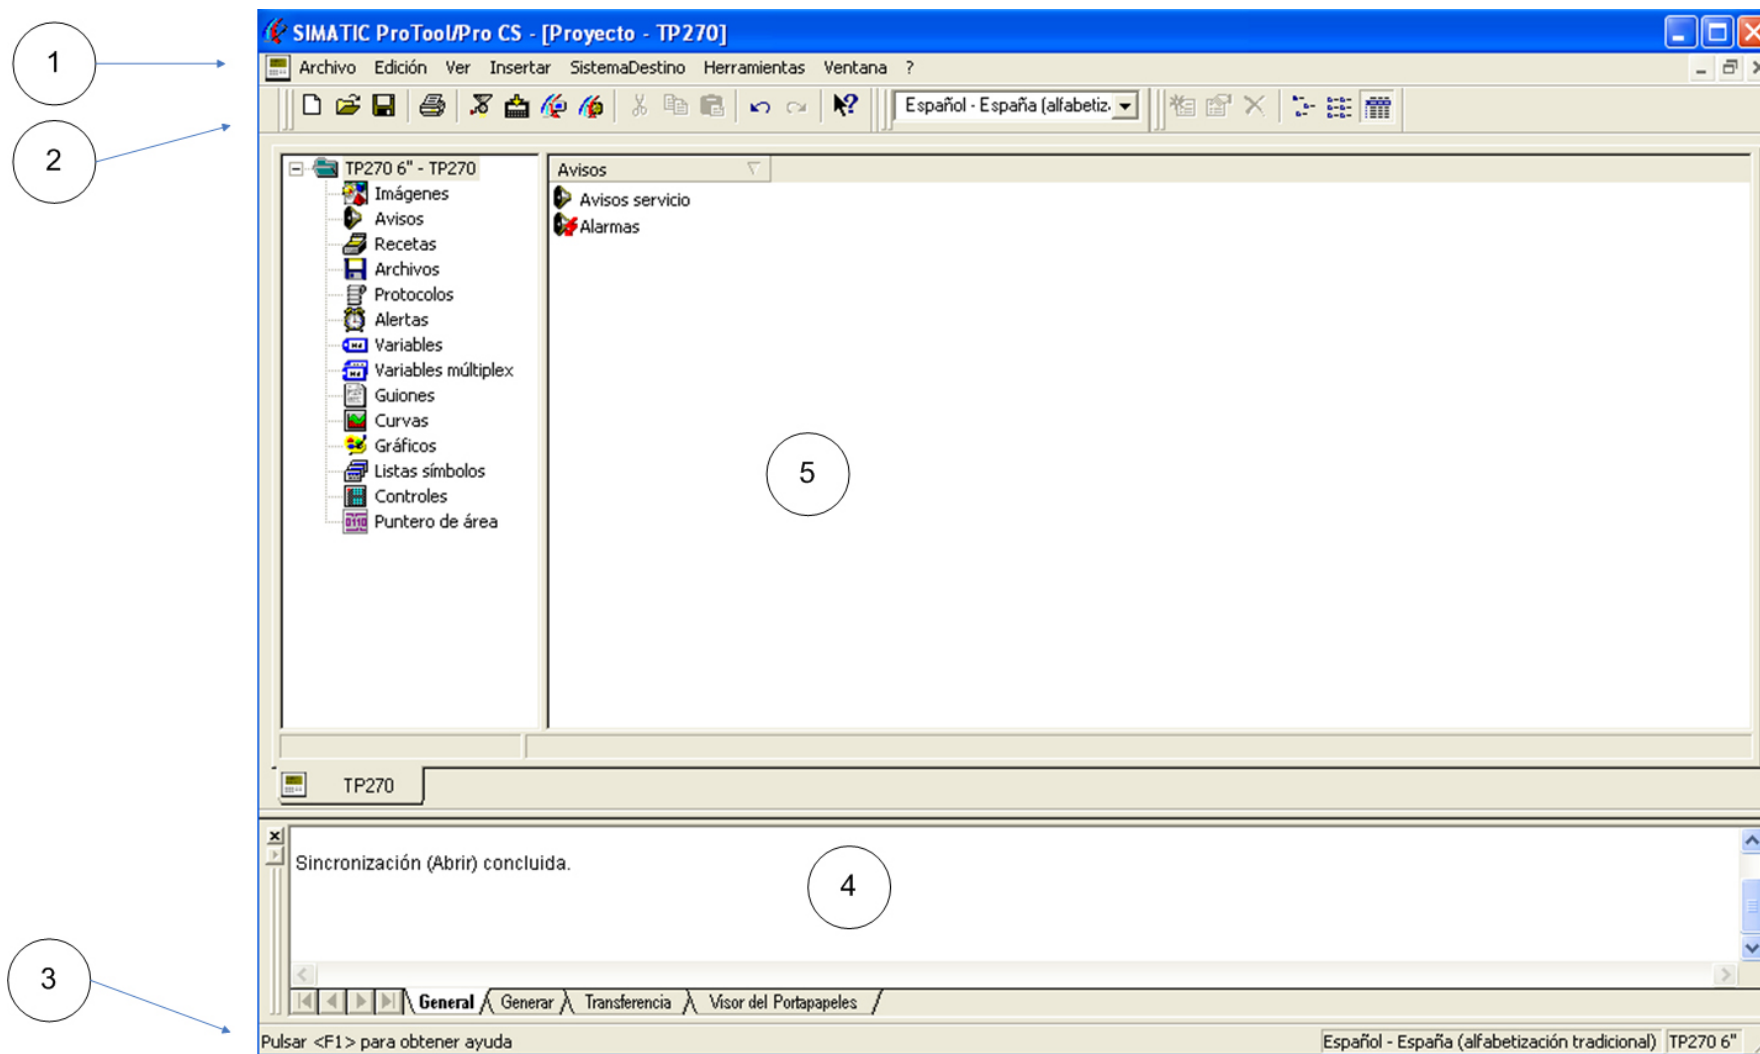 1
SIMATIC ProTool/Pro CS - [Proyecto - TP270]
Archivo Edición Ver Insertar SistemaDestino Herramientas Ventana ?
2
Español - España (alfabetiz.
TP270 6" - TP270
Imágenes
Avisos
Recetas
Archivos
Protocolos
Alertas
Variables
Variables múltiplex
Guiones
Curvas
Gráficos
Listas símbolos
Controles
Puntero de área
Avisos
Avisos servicio
Alarmas
5
TP270
Sincronización (Abrir) concluida.
4
3
General Generar Transferencia Visor del Portapapeles
Pulsar <F1> para obtener ayuda
Español - España (alfabetización tradicional) TP270 6"